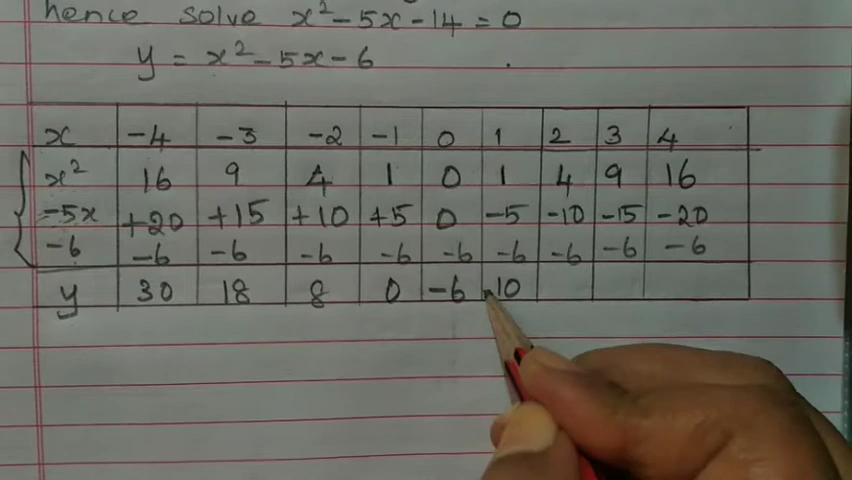 hence solve x² - 5x - 14 = 0
y = x² - 5x - 6
x -4 -3 -2 -1 0 1 2 3 4
x² 16 9 4 1 0 1 4 9 16
-5x +20 +15 +10 +5 0 -5 -10 -15 -20
-6 -6 -6 -6 -6 -6 -6 -6 -6 -6
y 30 18 8 0 -6 -10